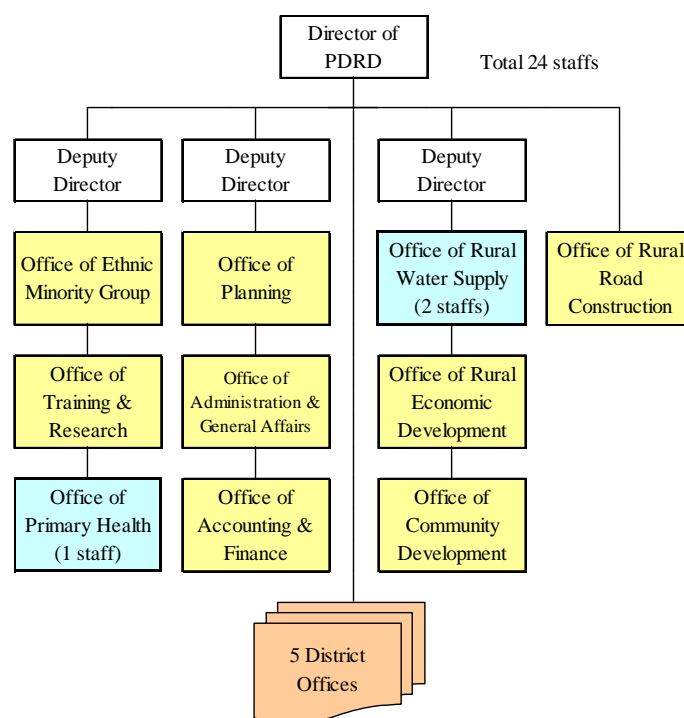 Director of
PDRD
Total 24 staffs
Deputy
Director
Deputy
Director
Deputy
Director
Office of Ethnic
Minority Group
Office of
Planning
Office of Rural
Water Supply
(2 staffs)
Office of Rural
Road
Construction
Office of
Training &
Research
Office of
Administration &
General Affairs
Office of Rural
Economic
Development
Office of
Primary Health
(1 staff)
Office of
Accounting &
Finance
Office of
Community
Development
5 District
Offices